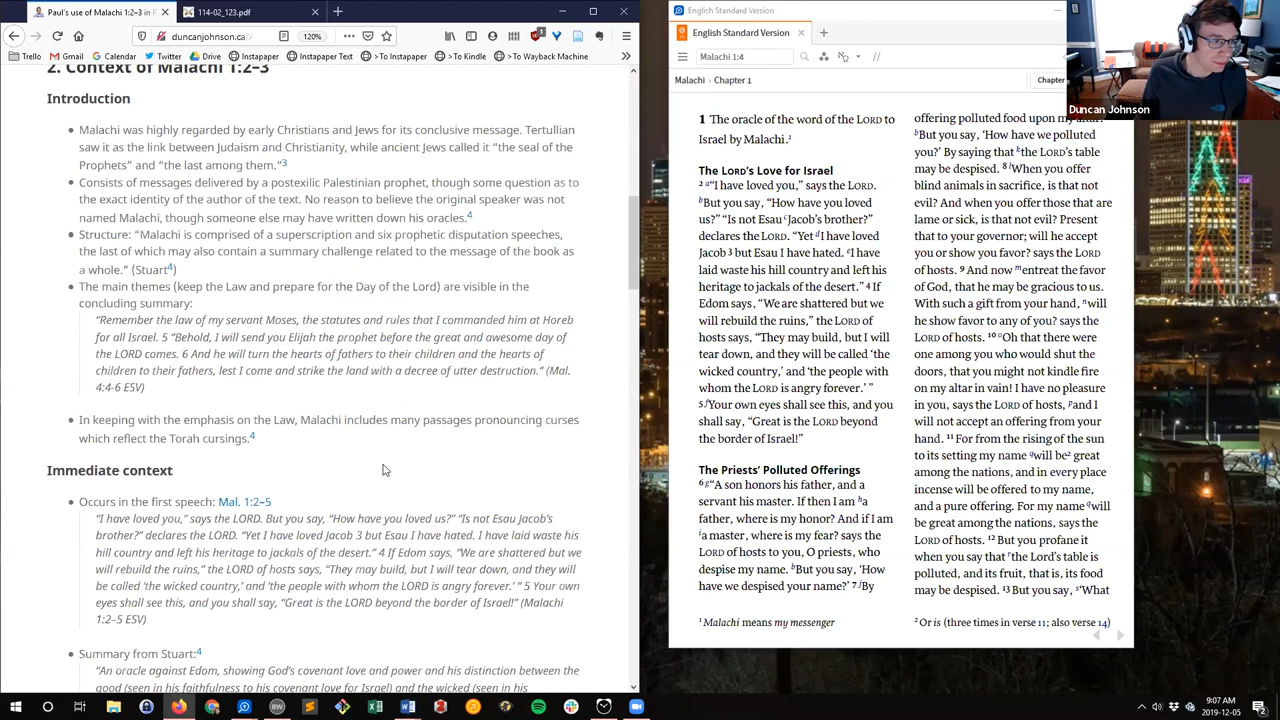 Paul's use of Malachi 1:2–3 in
114-02_123.pdf
duncanjohnson.ca/
120%
Trello
Gmail
Calendar
Twitter
Drive
Instapaper
Instapaper Text
>To Instapaper
>To Kindle
>To Wayback Machine
2. Context of Malachi 1:2–3
Introduction
Malachi was highly regarded by early Christians and Jews for its conclusive message. Tertullian
saw it as the link between Judaism and Christianity, while ancient Jews called it “the seal of the
Prophets” and “the last among them.”3
Consists of messages delivered by a postexilic Palestinian prophet, though some question as to
the exact identity of the author of the text. No reason to believe the original speaker was not
named Malachi, though someone else may have written down his oracles.4
Structure: “Malachi is comprised of a superscription and six prophetic disputation speeches,
the last of which may also contain a summary challenge related to the message of the book as
a whole.” (Stuart4)
The main themes (keep the Law and prepare for the Day of the Lord) are visible in the
concluding summary:
“Remember the law of my servant Moses, the statutes and rules that I commanded him at Horeb
for all Israel. 5 “Behold, I will send you Elijah the prophet before the great and awesome day of
the LORD comes. 6 And he will turn the hearts of fathers to their children and the hearts of
children to their fathers, lest I come and strike the land with a decree of utter destruction.” (Mal.
4:4-6 ESV)
In keeping with the emphasis on the Law, Malachi includes many passages pronouncing curses
which reflect the Torah cursings.4
Immediate context
Occurs in the first speech: Mal. 1:2–5
“I have loved you,” says the LORD. But you say, “How have you loved us?” “Is not Esau Jacob’s
brother?” declares the LORD. “Yet I have loved Jacob 3 but Esau I have hated. I have laid waste his
hill country and left his heritage to jackals of the desert.” 4 If Edom says, “We are shattered but we
will rebuild the ruins,” the LORD of hosts says, “They may build, but I will tear down, and they will
be called ‘the wicked country,’ and ‘the people with whom the LORD is angry forever.’ ” 5 Your own
eyes shall see this, and you shall say, “Great is the LORD beyond the border of Israel!” (Malachi
1:2–5 ESV)
Summary from Stuart:4
“An oracle against Edom, showing God’s covenant love and power and his distinction between the
good (seen in his faithfulness to his covenant love for Israel) and the wicked (seen in his
English Standard Version
English Standard Version
Malachi 1:4
Malachi › Chapter 1
Chapter
1 The oracle of the word of the LORD to
Israel by Malachi.1
The LORD’s Love for Israel
2 a“I have loved you,” says the LORD.
bBut you say, “How have you loved
us?” “Is not Esau cJacob’s brother?”
declares the LORD. “Yet dI have loved
Jacob 3 but Esau I have hated. eI have
laid waste his hill country and left his
heritage to jackals of the desert.” 4 If
Edom says, “We are shattered but we
will rebuild the ruins,” the LORD of
hosts says, “They may build, but I will
tear down, and they will be called ‘the
wicked country,’ and ‘the people with
whom the LORD is angry forever.’ ”
5 fYour own eyes shall see this, and you
shall say, “Great is the LORD beyond
the border of Israel!”
The Priests’ Polluted Offerings
6 g“A son honors his father, and a
servant his master. If then I am ha
father, where is my honor? And if I am
ia master, where is my fear? says the
LORD of hosts to you, O priests, who
despise my name. bBut you say, ‘How
have we despised your name?’ 7 jBy
1 Malachi means my messenger
offering polluted food upon my altar.
bBut you say, ‘How have we polluted
you?’ By saying that kthe LORD’s table
may be despised. 8 lWhen you offer
blind animals in sacrifice, is that not
evil? And when you offer those that are
lame or sick, is that not evil? Present
that to your governor; will he accept
you or show you favor? says the LORD
of hosts. 9 And now mentreat the favor
of God, that he may be gracious to us.
With such a gift from your hand, nwill
he show favor to any of you? says the
LORD of hosts. 10 oOh that there were
one among you who would shut the
doors, that you might not kindle fire
on my altar in vain! I have no pleasure
in you, says the LORD of hosts, pand I
will not accept an offering from your
hand. 11 For from the rising of the sun
to its setting my name qwill be2 great
among the nations, and in every place
incense will be offered to my name,
and a pure offering. For my name qwill
be great among the nations, says the
LORD of hosts. 12 But you profane it
when you say that rthe Lord’s table is
polluted, and its fruit, that is, its food
may be despised. 13 But you say, s‘What
2 Or is (three times in verse 11; also verse 14)
Duncan Johnson
9:07 AM
2019-12-05